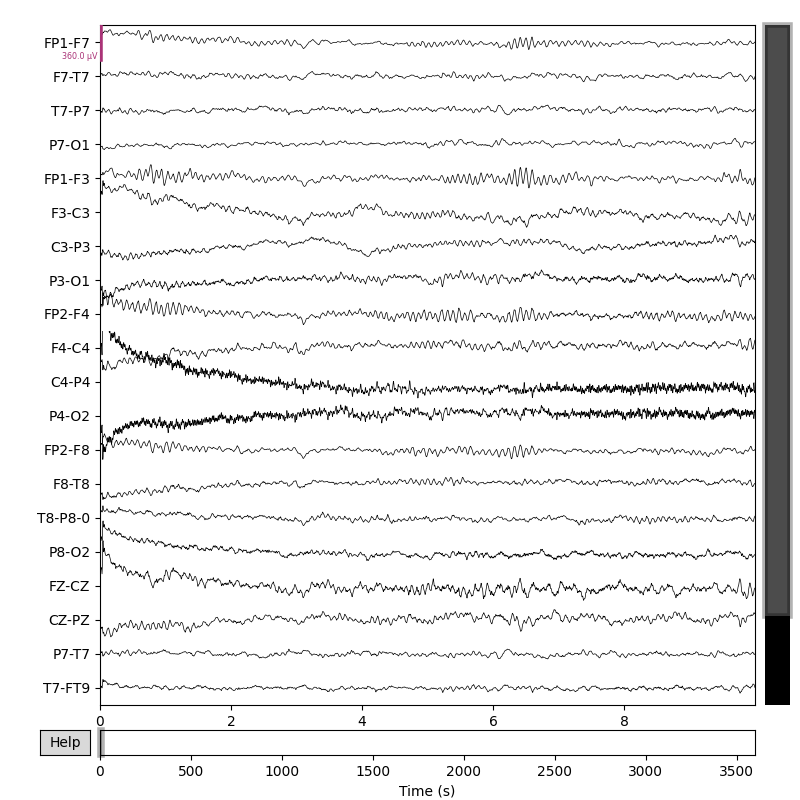 FP1-F7
360.0 µV
F7-T7
T7-P7
P7-O1
FP1-F3
F3-C3
C3-P3
P3-O1
FP2-F4
F4-C4
C4-P4
P4-O2
FP2-F8
F8-T8
T8-P8-0
P8-O2
FZ-CZ
CZ-PZ
P7-T7
T7-FT9
0 2 4 6 8
Help
0 500 1000 1500 2000 2500 3000 3500
Time (s)